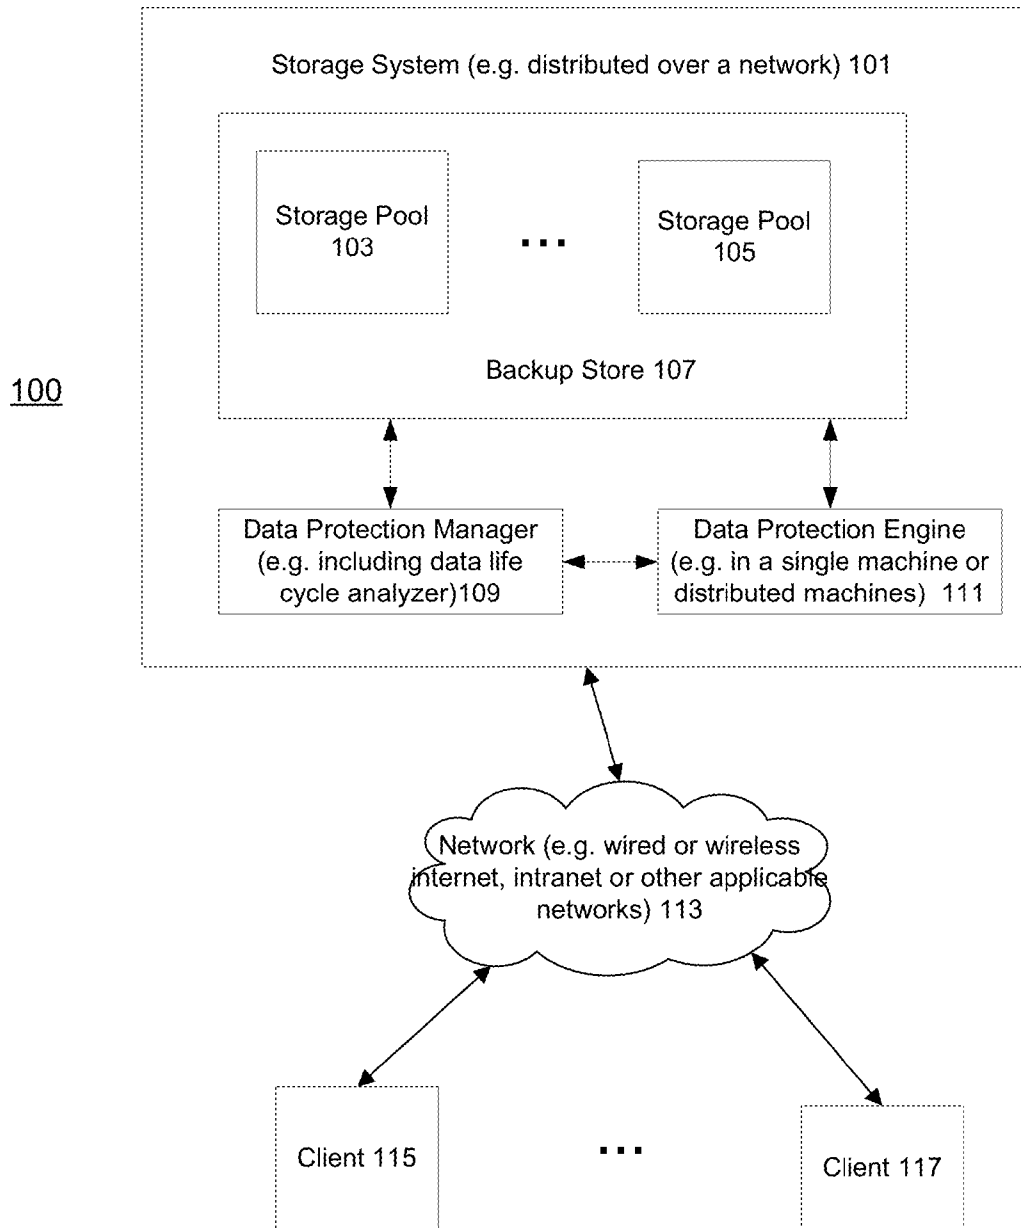 Storage System (e.g. distributed over a network) 101
Storage Pool
103
...
Storage Pool
105
Backup Store 107
100
Data Protection Manager
(e.g. including data life
cycle analyzer)109
Data Protection Engine
(e.g. in a single machine or
distributed machines) 111
Network (e.g. wired or wireless
internet, intranet or other applicable
networks) 113
Client 115
...
Client 117